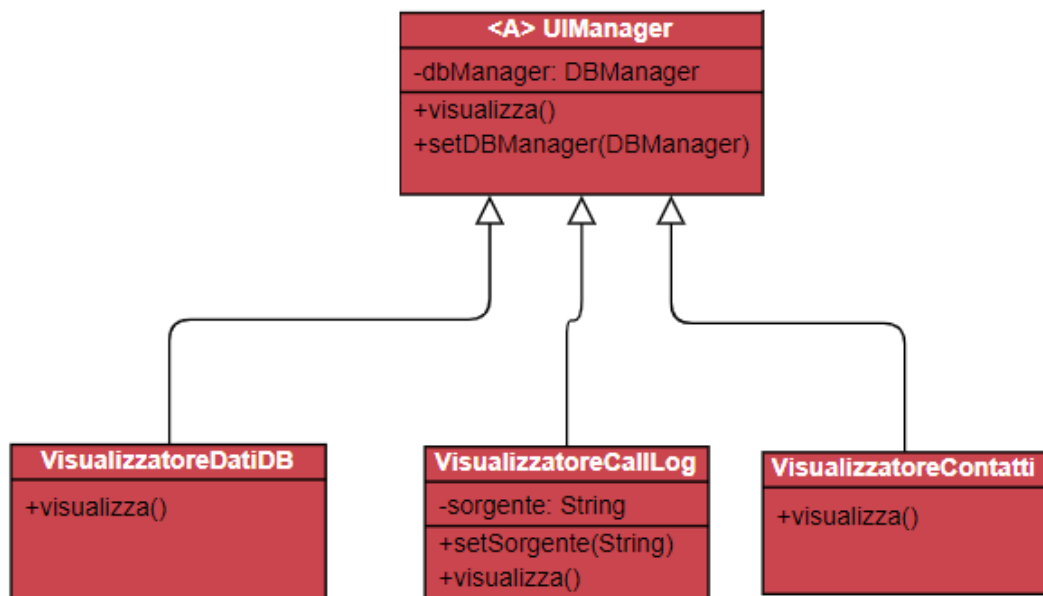 <A> UIManager
-dbManager: DBManager
+visualizza()
+setDBManager(DBManager)
VisualizzatoreDatiDB
+visualizza()
VisualizzatoreCallLog
-sorgente: String
+setSorgente(String)
+visualizza()
VisualizzatoreContatti
+visualizza()